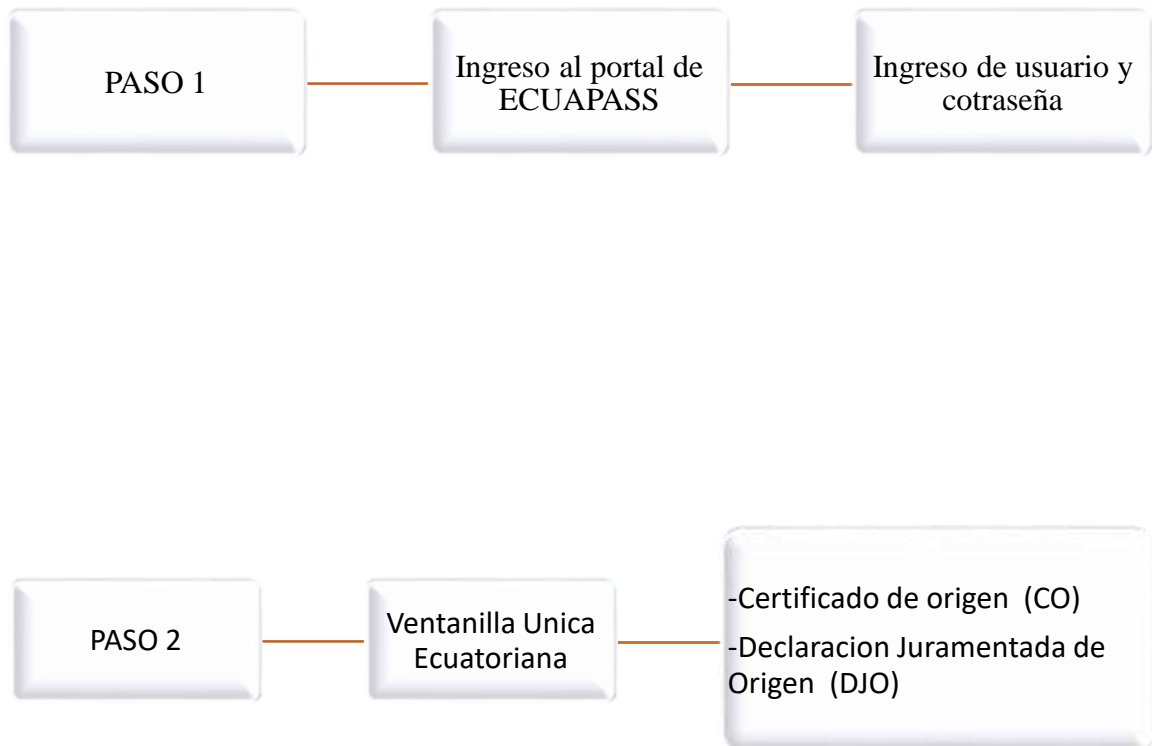 PASO 1
Ingreso al portal de
ECUAPASS
Ingreso de usuario y
cotraseña
PASO 2
Ventanilla Unica
Ecuatoriana
-Certificado de origen (CO)
-Declaracion Juramentada de
Origen (DJO)